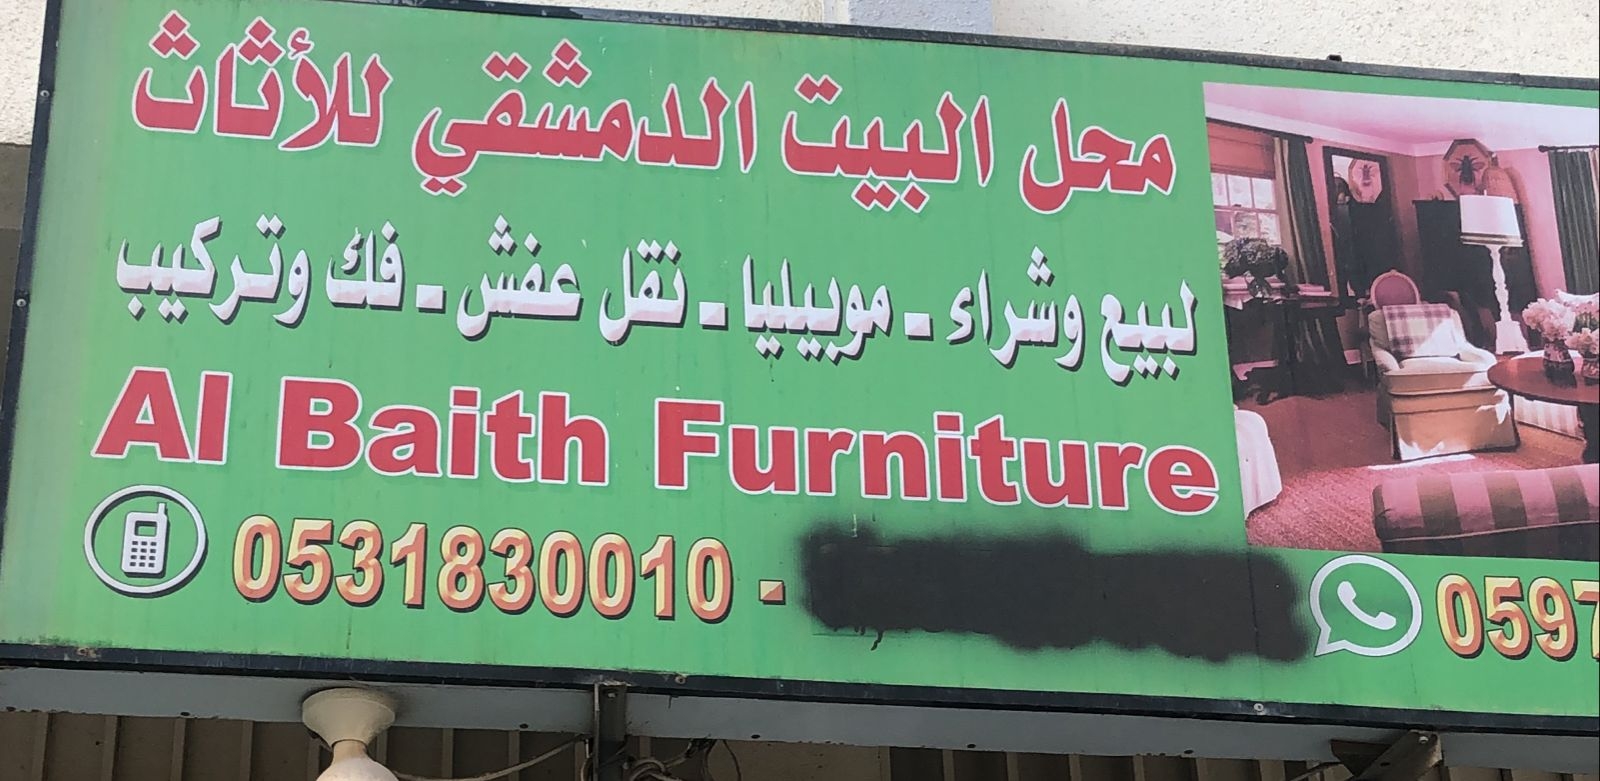 محل البيت الدمشقي للأثاث
لبيع وشراء - موبيليا - نقل عفش - فك وتركيب
Al Baith Furniture
0531830010 -
0597